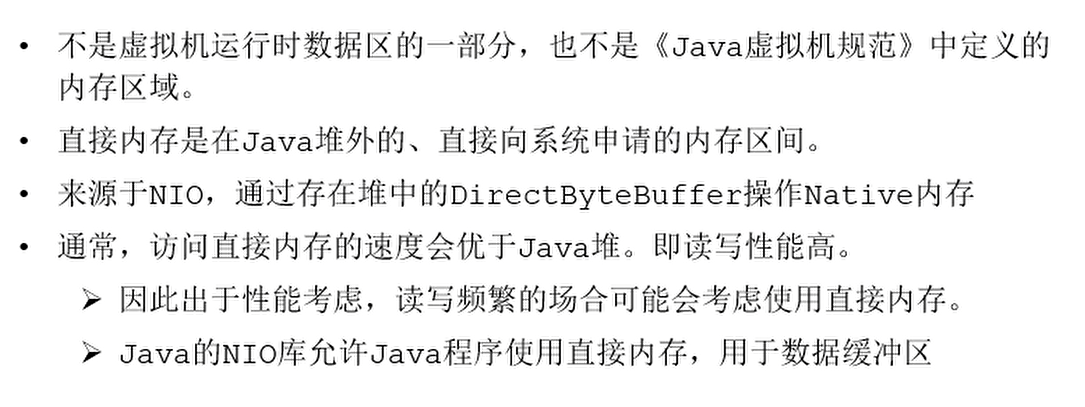 • 不是虚拟机运行时数据区的一部分，也不是《Java虚拟机规范》中定义的
内存区域。
• 直接内存是在Java堆外的、直接向系统申请的内存区间。
• 来源于NIO，通过存在堆中的DirectByteBuffer操作Native内存
• 通常，访问直接内存的速度会优于Java堆。即读写性能高。
➢ 因此出于性能考虑，读写频繁的场合可能会考虑使用直接内存。
➢ Java的NIO库允许Java程序使用直接内存，用于数据缓冲区